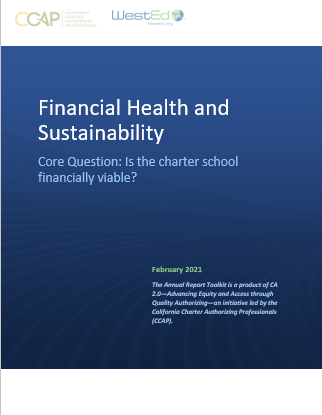 CCAP
CALIFORNIA
CHARTER
AUTHORIZING
PROFESSIONALS
WestEd
WestEd.org
Financial Health and
Sustainability
Core Question: Is the charter school
financially viable?
February 2021
The Annual Report Toolkit is a product of CA
2.0—Advancing Equity and Access through
Quality Authorizing—an initiative led by the
California Charter Authorizing Professionals
(CCAP).